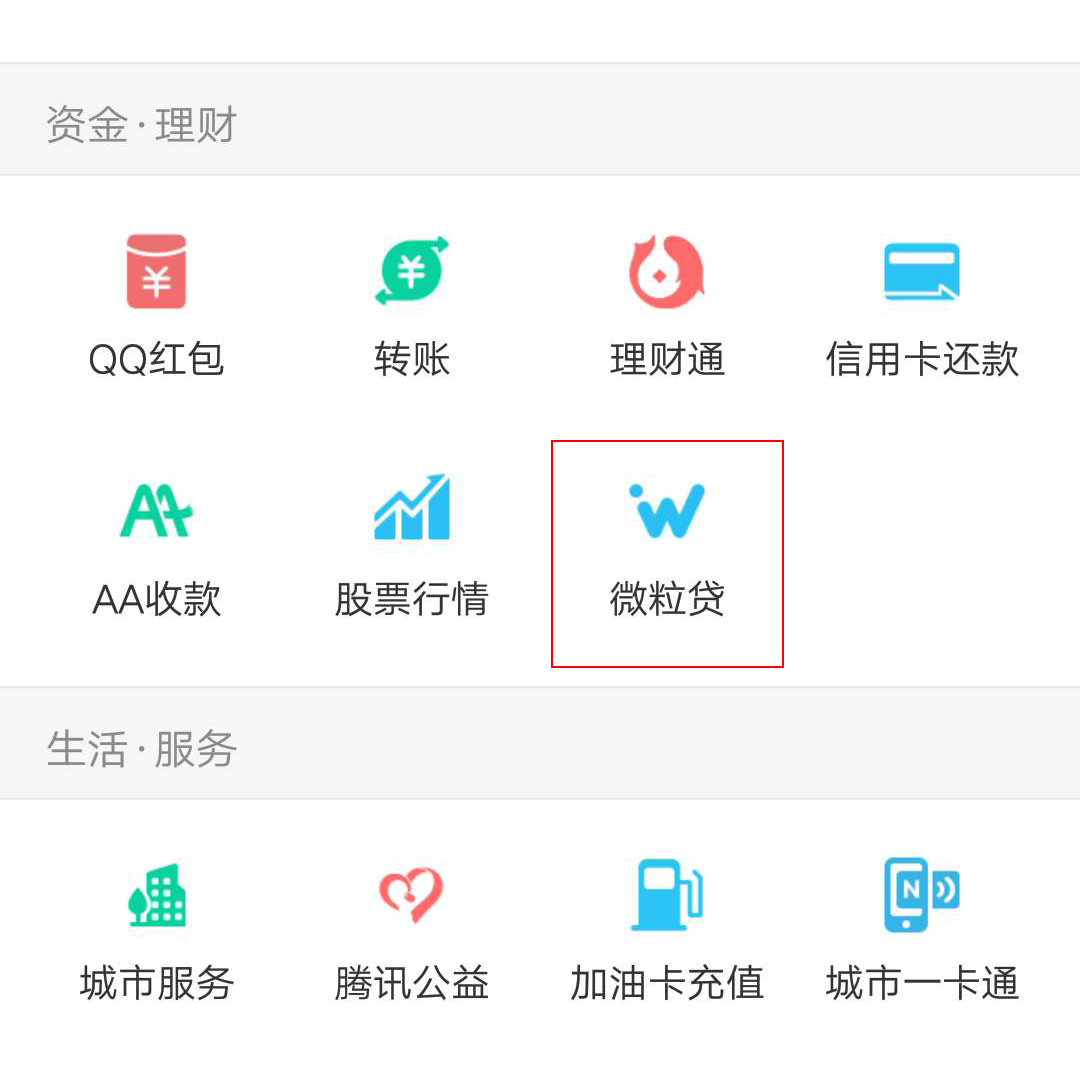 资金·理财
QQ红包 转账 理财通 信用卡还款
AA收款 股票行情 微粒贷
生活·服务
N
城市服务 腾讯公益 加油卡充值 城市一卡通